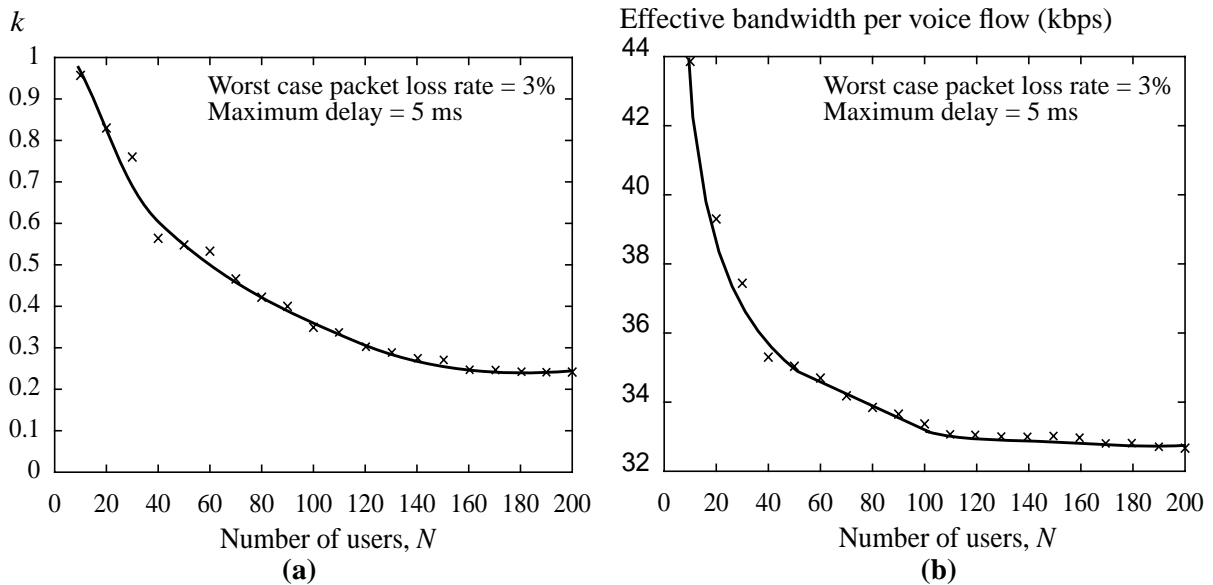 k
1
0.9
0.8
0.7
0.6
0.5
0.4
0.3
0.2
0.1
0
Worst case packet loss rate = 3%
Maximum delay = 5 ms
0 20 40 60 80 100 120 140 160 180 200
Number of users, N
(a)
Effective bandwidth per voice flow (kbps)
44
42
40
38
36
34
32
Worst case packet loss rate = 3%
Maximum delay = 5 ms
0 20 40 60 80 100 120 140 160 180 200
Number of users, N
(b)